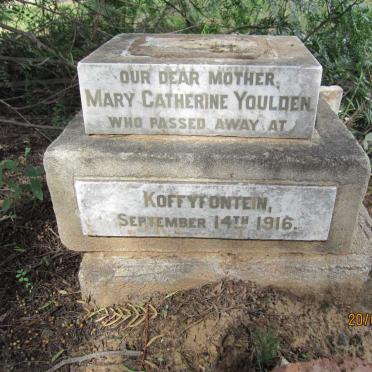 OUR DEAR MOTHER,
MARY CATHERINE YOULDEN,
WHO PASSED AWAY AT
KOFFYFONTEIN,
SEPTEMBER 14TH 1916.
20/